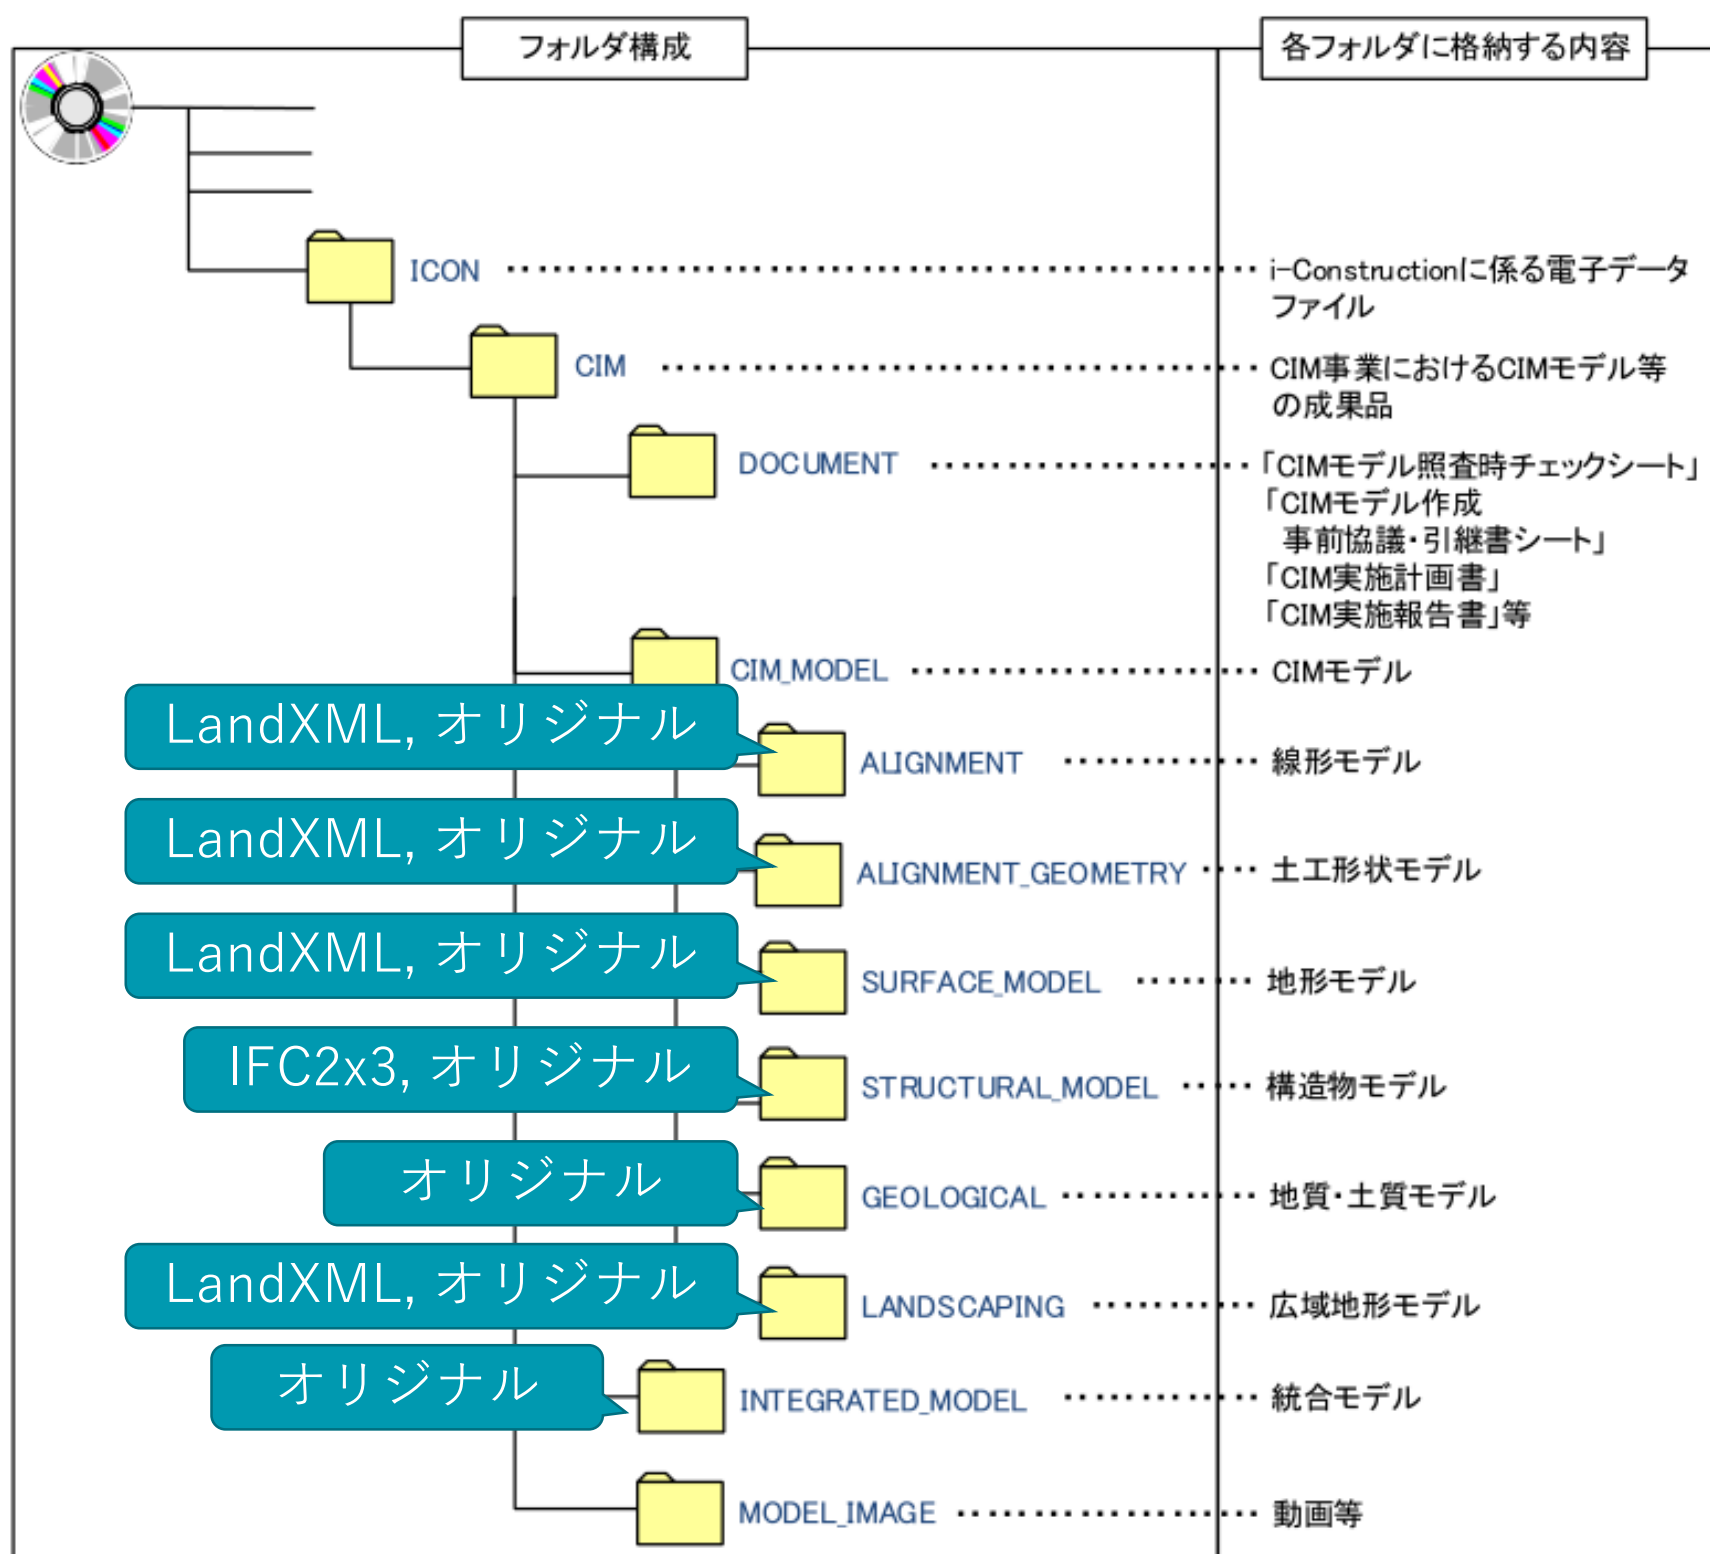 フォルダ構成
各フォルダに格納する内容
ICON
i-Constructionに係る電子データ
ファイル
CIM
CIM事業におけるCIMモデル等
の成果品
DOCUMENT
「CIMモデル照査時チェックシート」
「CIMモデル作成
事前協議・引継書シート」
「CIM実施計画書」
「CIM実施報告書」等
CIM_MODEL
CIMモデル
LandXML, オリジナル
ALIGNMENT
線形モデル
LandXML, オリジナル
ALIGNMENT_GEOMETRY
土工形状モデル
LandXML, オリジナル
SURFACE_MODEL
地形モデル
IFC2x3, オリジナル
STRUCTURAL_MODEL
構造物モデル
オリジナル
GEOLOGICAL
地質・土質モデル
LandXML, オリジナル
LANDSCAPING
広域地形モデル
オリジナル
INTEGRATED_MODEL
統合モデル
MODEL_IMAGE
動画等